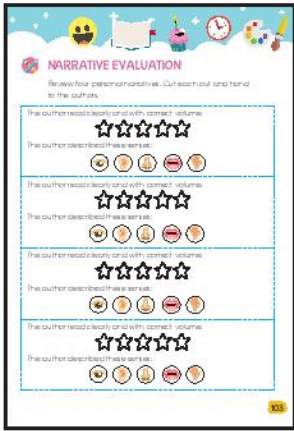 NARRATIVE EVALUATION
Review four personal narratives. Cut each out and hand
to the authors.
The author read clearly and with correct volume.
The author described these senses:
The author read clearly and with correct volume.
The author described these senses:
The author read clearly and with correct volume.
The author described these senses:
The author read clearly and with correct volume.
The author described these senses:
103